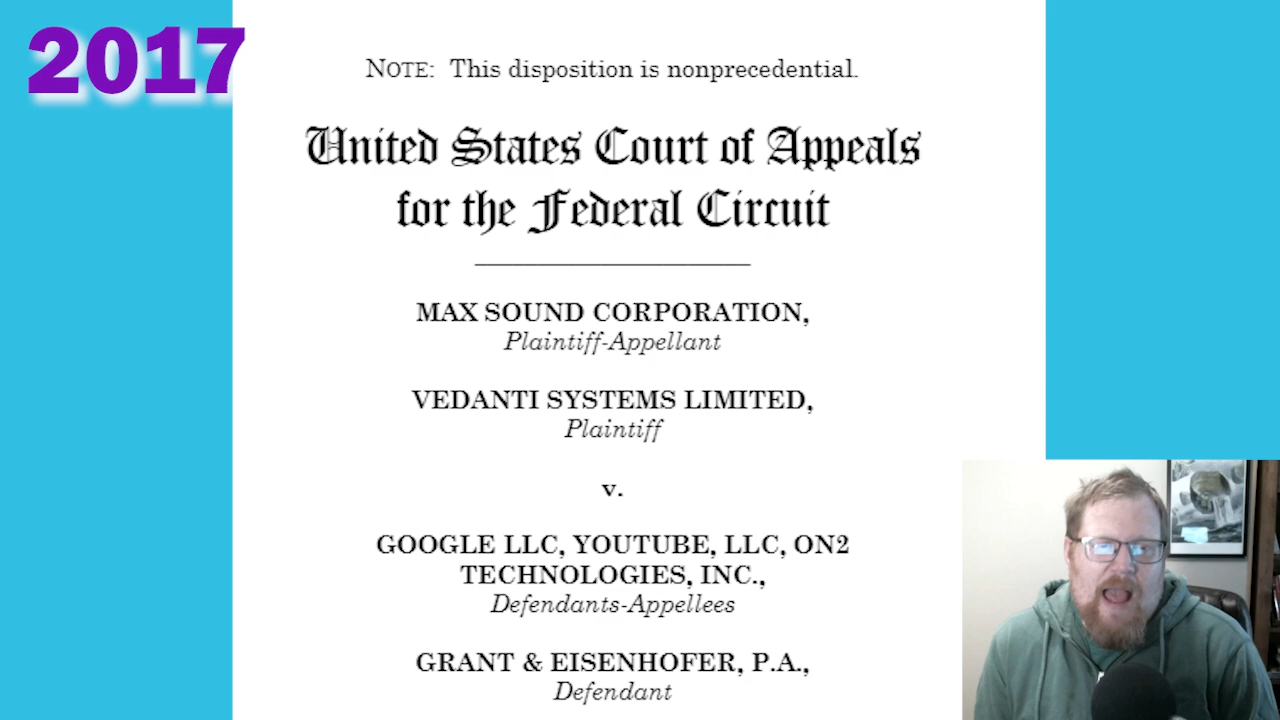 2017
NOTE: This disposition is nonprecedential.
United States Court of Appeals
for the Federal Circuit
MAX SOUND CORPORATION,
Plaintiff-Appellant
VEDANTI SYSTEMS LIMITED,
Plaintiff
v.
GOOGLE LLC, YOUTUBE, LLC, ON2
TECHNOLOGIES, INC.,
Defendants-Appellees
GRANT & EISENHOFER, P.A.,
Defendant